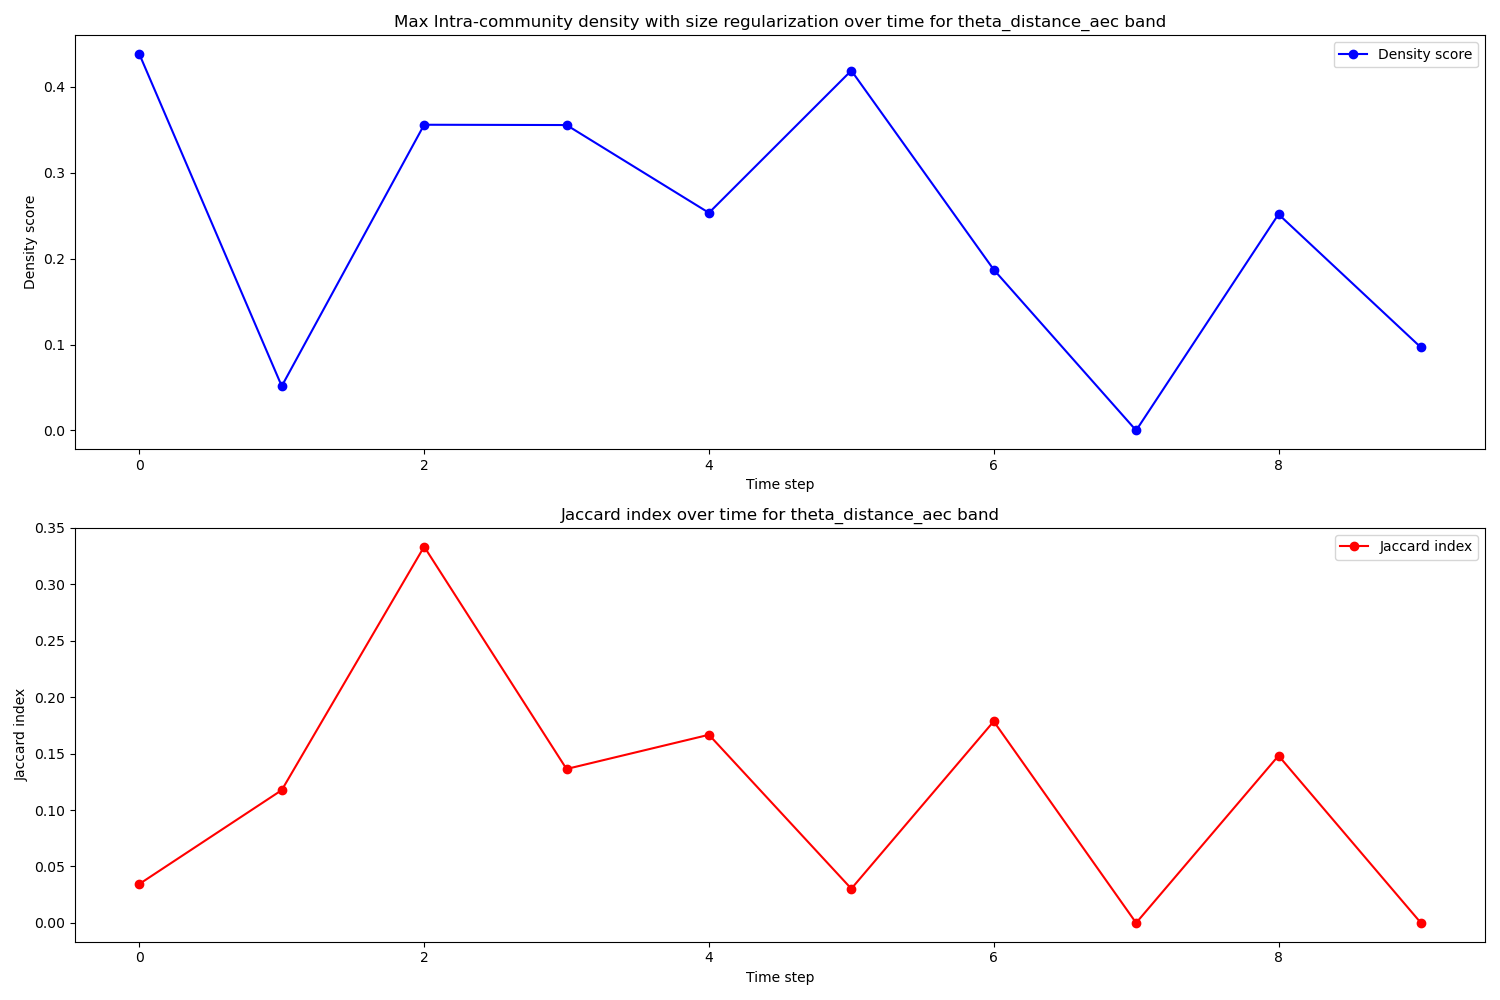 Max Intra-community density with size regularization over time for theta_distance_aec band
Density score
0.4
0.3
0.2
0.1
0.0
Density score
0 2 4 6 8
Time step
Jaccard index over time for theta_distance_aec band
Jaccard index
0.35
0.30
0.25
0.20
0.15
0.10
0.05
0.00
Jaccard index
0 2 4 6 8
Time step